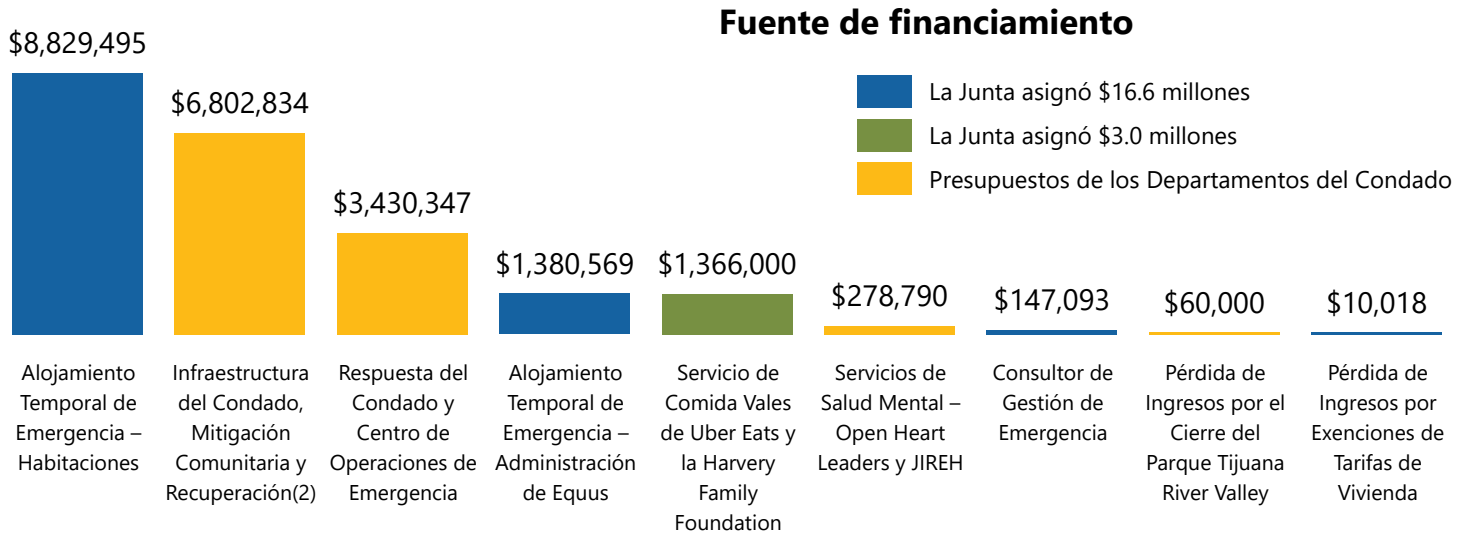 Fuente de financiamiento
La Junta asignó $16.6 millones
La Junta asignó $3.0 millones
Presupuestos de los Departamentos del Condado
$8,829,495
Alojamiento
Temporal de
Emergencia –
Habitaciones
$6,802,834
Infraestructura
del Condado,
Mitigación
Comunitaria y
Recuperación(2)
$3,430,347
Respuesta del
Condado y
Centro de
Operaciones de
Emergencia
$1,380,569
Alojamiento
Temporal de
Emergencia –
Administración
de Equus
$1,366,000
Servicio de
Comida Vales
de Uber Eats y
la Harvery
Family
Foundation
$278,790
Servicios de
Salud Mental –
Open Heart
Leaders y JIREH
$147,093
Consultor de
Gestión de
Emergencia
$60,000
Pérdida de
Ingresos por el
Cierre del
Parque Tijuana
River Valley
$10,018
Pérdida de
Ingresos por
Exenciones de
Tarifas de
Vivienda